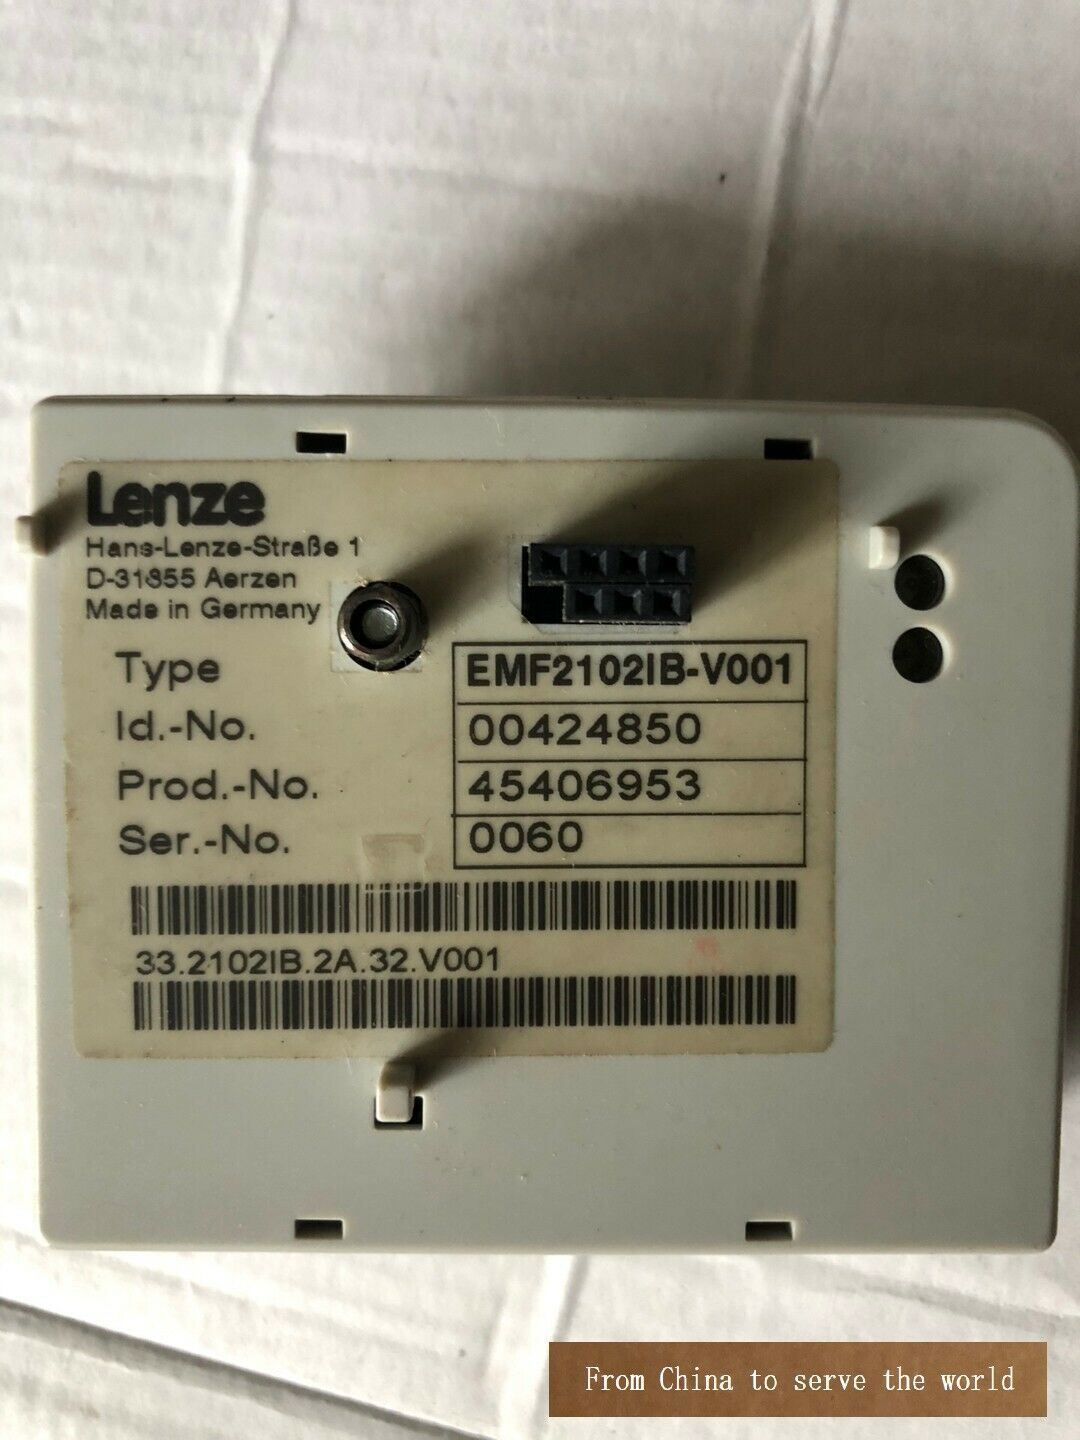 Lenze
Hans-Lenze-Straße 1
D-31855 Aerzen
Made in Germany
Type EMF2102IB-V001
Id.-No. 00424850
Prod.-No. 45406953
Ser.-No. 0060
33.2102IB.2A.32.V001
From China to serve the world